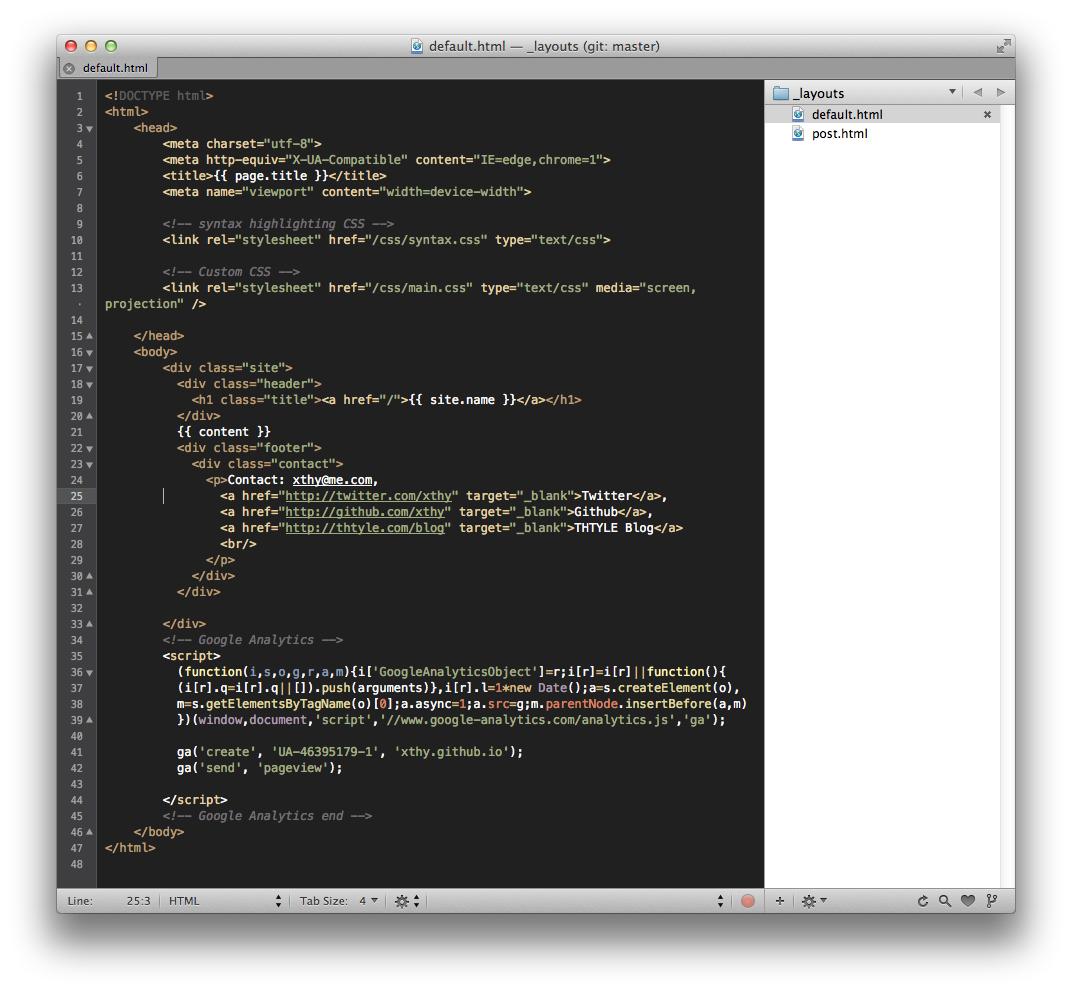 default.html — _layouts (git: master)
default.html
1 <!DOCTYPE html>
2 <html>
3 <head>
4 <meta charset="utf-8">
5 <meta http-equiv="X-UA-Compatible" content="IE=edge,chrome=1">
6 <title>{{ page.title }}</title>
7 <meta name="viewport" content="width=device-width">
8
9 <!-- syntax highlighting CSS -->
10 <link rel="stylesheet" href="/css/syntax.css" type="text/css">
11
12 <!-- Custom CSS -->
13 <link rel="stylesheet" href="/css/main.css" type="text/css" media="screen,
· projection" />
14
15 </head>
16 <body>
17 <div class="site">
18 <div class="header">
19 <h1 class="title"><a href="/">{{ site.name }}</a></h1>
20 </div>
21 {{ content }}
22 <div class="footer">
23 <div class="contact">
24 <p>Contact: xthy@me.com,
25 <a href="http://twitter.com/xthy" target="_blank">Twitter</a>,
26 <a href="http://github.com/xthy" target="_blank">Github</a>,
27 <a href="http://thtyle.com/blog" target="_blank">THTYLE Blog</a>
28 <br/>
29 </p>
30 </div>
31 </div>
32
33 </div>
34 <!-- Google Analytics -->
35 <script>
36 (function(i,s,o,g,r,a,m){i['GoogleAnalyticsObject']=r;i[r]=i[r]||function(){
37 (i[r].q=i[r].q||[]).push(arguments)},i[r].l=1*new Date();a=s.createElement(o),
38 m=s.getElementsByTagName(o)[0];a.async=1;a.src=g;m.parentNode.insertBefore(a,m)
39 })(window,document,'script','//www.google-analytics.com/analytics.js','ga');
40
41 ga('create', 'UA-46395179-1', 'xthy.github.io');
42 ga('send', 'pageview');
43
44 </script>
45 <!-- Google Analytics end -->
46 </body>
47 </html>
48
_layouts
default.html
post.html
Line: 25:3 HTML Tab Size: 4